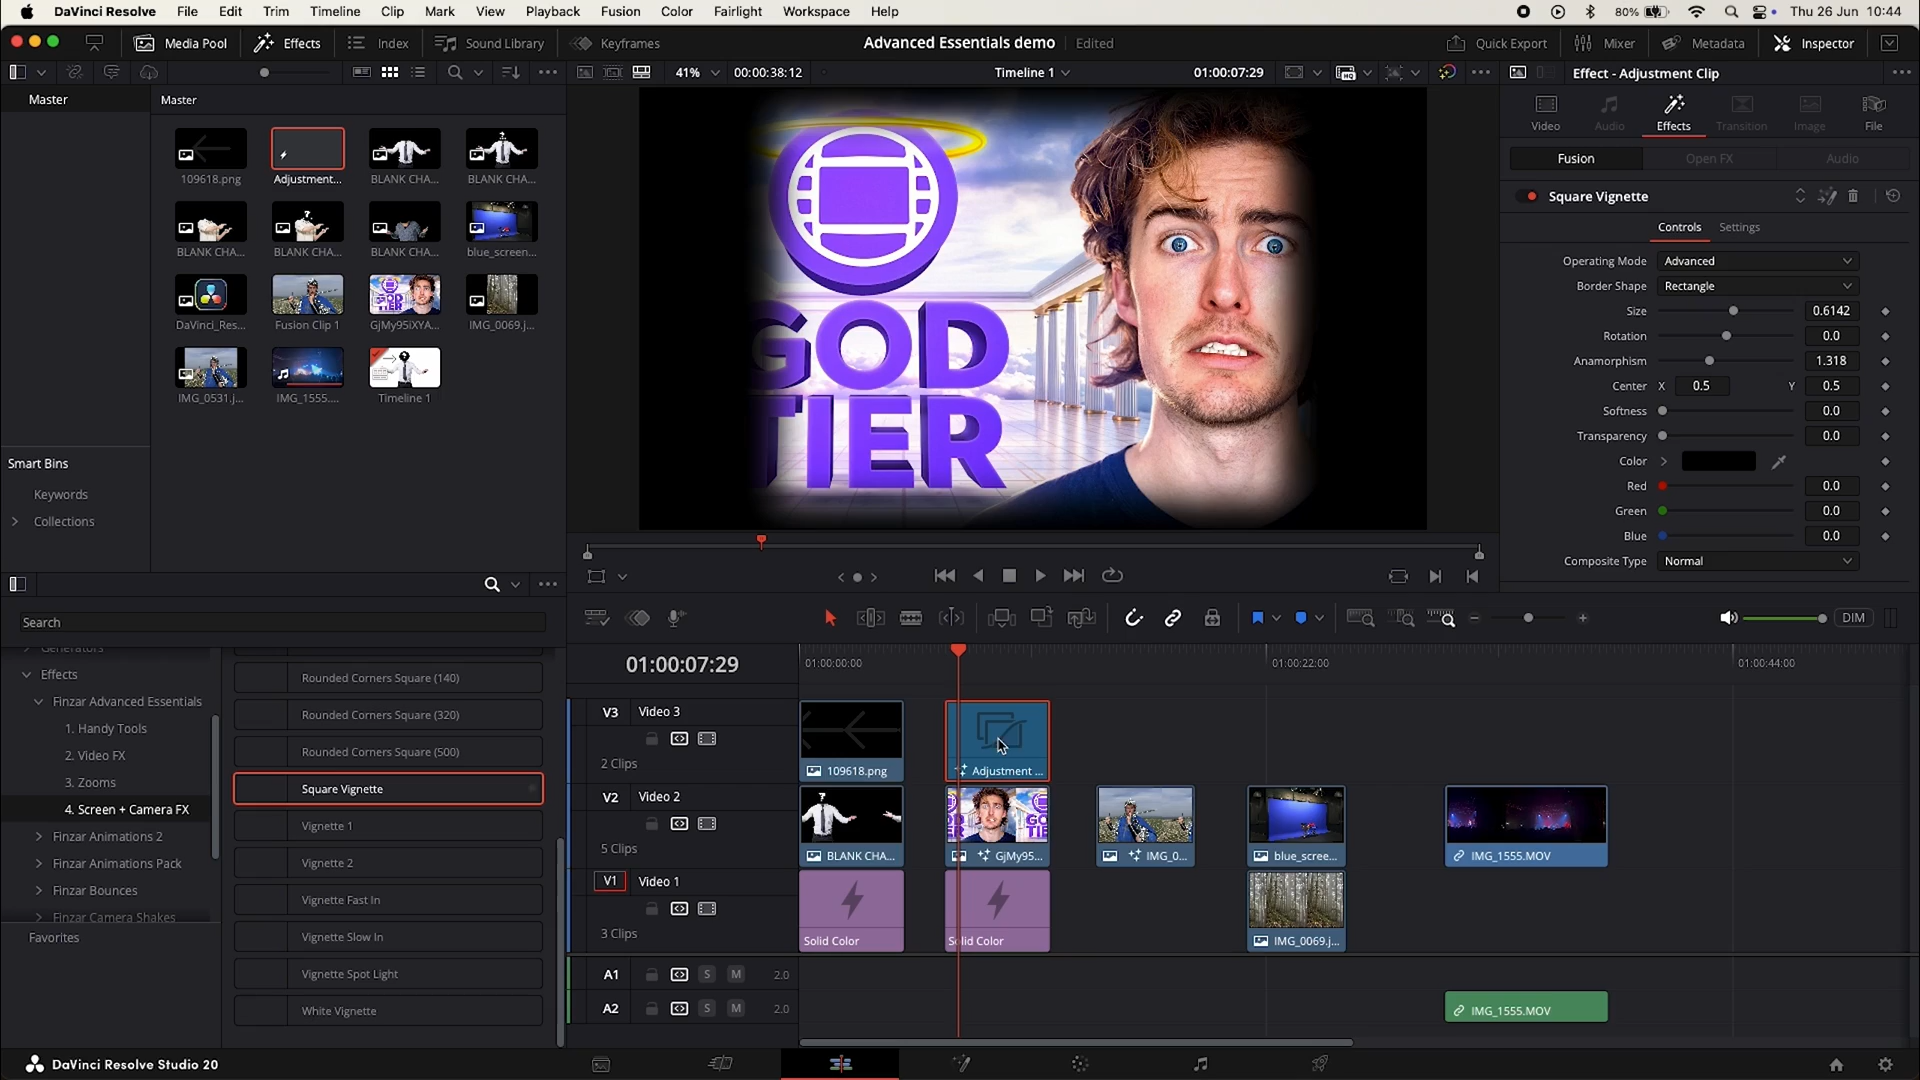 DaVinci Resolve File Edit Trim Timeline Clip Mark View Playback Fusion Color Fairlight Workspace Help 80% Thu 26 Jun 10:44
Media Pool Effects Index Sound Library Keyframes Advanced Essentials demo Edited Quick Export Mixer Metadata Inspector
41% 00:00:38:12 Timeline 1 01:00:07:29 Effect - Adjustment Clip
Master
Master
109618.png Adjustment... BLANK CHA... BLANK CHA...
BLANK CHA... BLANK CHA... BLANK CHA... blue_screen...
DaVinci_Res... Fusion Clip 1 GjMy95iXYA... IMG_0069.j...
IMG_0531.j... IMG_1555.... Timeline 1
Smart Bins
Keywords
Collections
GOD
TIER
Video Audio Effects Transition Image File
Fusion Open FX Audio
Square Vignette
Controls Settings
Operating Mode Advanced
Border Shape Rectangle
Size 0.6142
Rotation 0.0
Anamorphism 1.318
Center X 0.5 Y 0.5
Softness 0.0
Transparency 0.0
Color
Red 0.0
Green 0.0
Blue 0.0
Composite Type Normal
Search
Generators
Effects
Finzar Advanced Essentials
1. Handy Tools
2. Video FX
3. Zooms
4. Screen + Camera FX
Finzar Animations 2
Finzar Animations Pack
Finzar Bounces
Finzar Camera Shakes
Favorites
Rounded Corners Square (140)
Rounded Corners Square (320)
Rounded Corners Square (500)
Square Vignette
Vignette 1
Vignette 2
Vignette Fast In
Vignette Slow In
Vignette Spot Light
White Vignette
DIM
01:00:07:29 01:00:00:00 01:00:22:00 01:00:44:00
V3 Video 3
2 Clips
109618.png Adjustment ...
V2 Video 2
5 Clips
BLANK CHA... GjMy95... IMG_0... blue_scree... IMG_1555.MOV
V1 Video 1
3 Clips
Solid Color Solid Color IMG_0069.j...
A1 S M 2.0
A2 S M 2.0 IMG_1555.MOV
DaVinci Resolve Studio 20